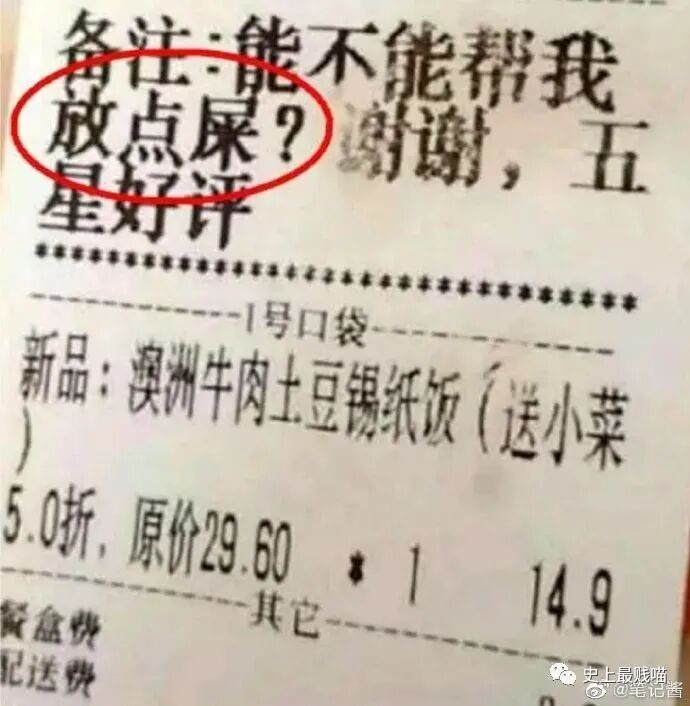 备注:能不能帮我
放点屎？谢谢，五
星好评
********************************
--------------1号口袋--------------
新品：澳洲牛肉土豆锡纸饭（送小菜
）
5.0折，原价29.60 * 1 14.9
--------------其它--------------
餐盒费
配送费
史上最贱喵
@笔记酱